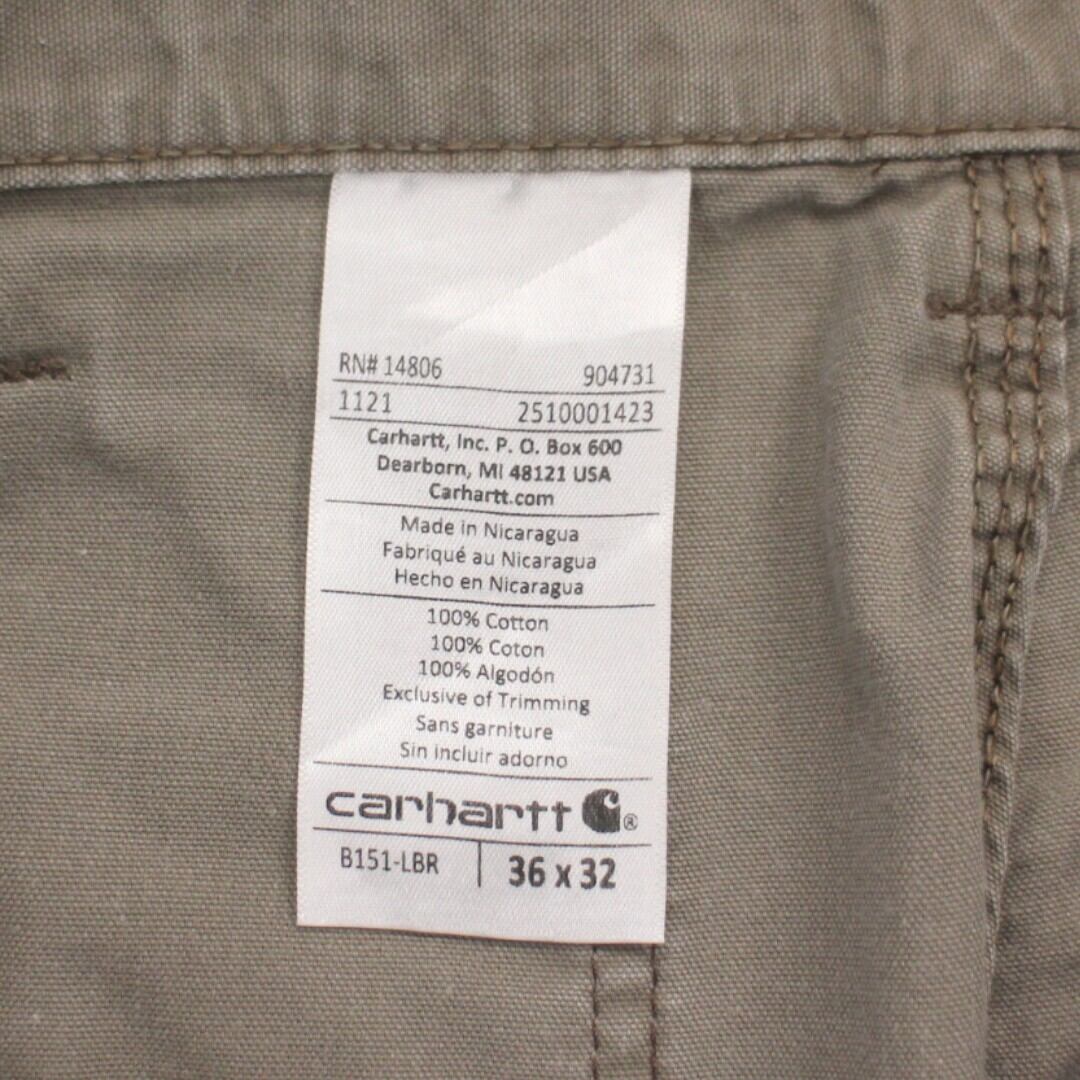 RN# 14806 904731
1121 2510001423
Carhartt, Inc. P. O. Box 600
Dearborn, MI 48121 USA
Carhartt.com
Made in Nicaragua
Fabriqué au Nicaragua
Hecho en Nicaragua
100% Cotton
100% Coton
100% Algodón
Exclusive of Trimming
Sans garniture
Sin incluir adorno
carhartt ®
B151-LBR 36 x 32